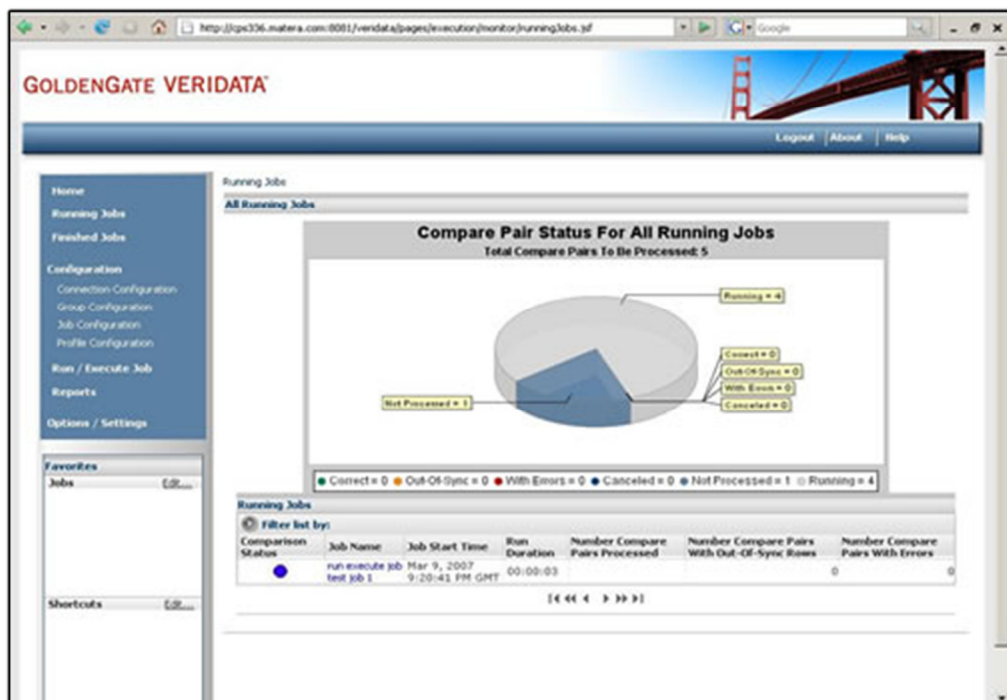 http://cps336.matera.com:8081/veridata/pages/execution/monitor/runningJobs.jsf
Google
GOLDENGATE VERIDATA
Logout | About | Help
Home
Running Jobs
Finished Jobs
Configuration
Connection Configuration
Group Configuration
Job Configuration
Profile Configuration
Run / Execute Job
Reports
Options / Settings
Favorites
Jobs Edit...
Shortcuts Edit...
Running Jobs
All Running Jobs
Compare Pair Status For All Running Jobs
Total Compare Pairs To Be Processed: 5
Running = 4
Correct = 0
Out-Of-Sync = 0
With Errors = 0
Canceled = 0
Not Processed = 1
Correct = 0 Out-Of-Sync = 0 With Errors = 0 Canceled = 0 Not Processed = 1 Running = 4
Running Jobs
Filter list by:
Comparison Status Job Name Job Start Time Run Duration Number Compare Pairs Processed Number Compare Pairs With Out-Of-Sync Rows Number Compare Pairs With Errors
run execute job test job 1 Mar 9, 2007 9:20:41 PM GMT 00:00:03 0 0